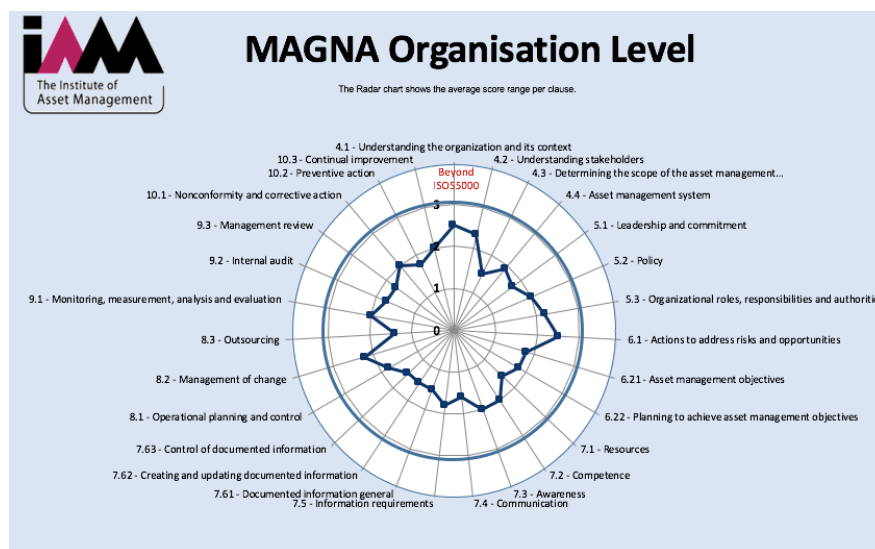 iAM
The Institute of
Asset Management
MAGNA Organisation Level
The Radar chart shows the average score range per clause.
4.1 - Understanding the organization and its context
10.3 - Continual improvement
4.2 - Understanding stakeholders
10.2 - Preventive action
Beyond
ISO55000
4.3 - Determining the scope of the asset management...
10.1 - Nonconformity and corrective action
4.4 - Asset management system
3
9.3 - Management review
5.1 - Leadership and commitment
2
9.2 - Internal audit
5.2 - Policy
1
9.1 - Monitoring, measurement, analysis and evaluation
5.3 - Organizational roles, responsibilities and authoriti
0
8.3 - Outsourcing
6.1 - Actions to address risks and opportunities
8.2 - Management of change
6.21 - Asset management objectives
8.1 - Operational planning and control
6.22 - Planning to achieve asset management objectives
7.63 - Control of documented information
7.1 - Resources
7.62 - Creating and updating documented information
7.2 - Competence
7.61 - Documented information general
7.3 - Awareness
7.5 - Information requirements
7.4 - Communication